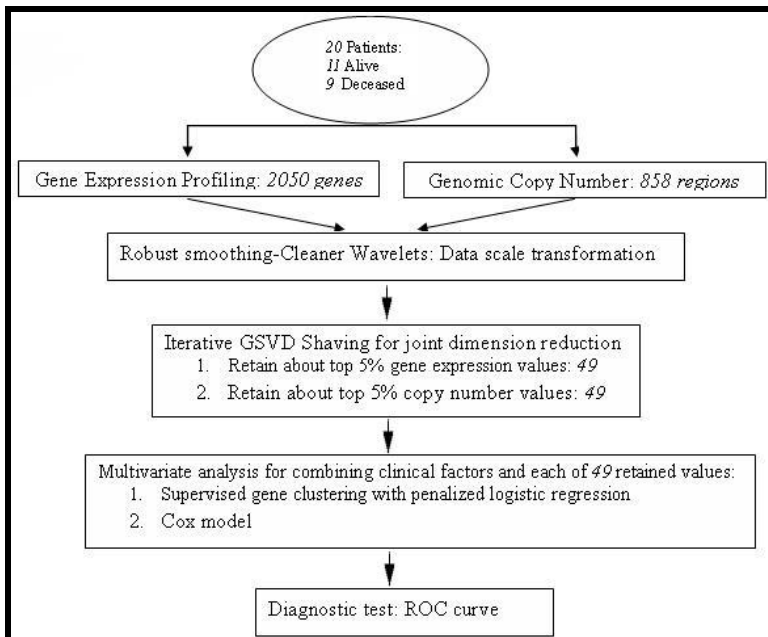 20 Patients:
11 Alive
9 Deceased
Gene Expression Profiling: 2050 genes
Genomic Copy Number: 858 regions
Robust smoothing-Cleaner Wavelets: Data scale transformation
Iterative GSVD Shaving for joint dimension reduction
1. Retain about top 5% gene expression values: 49
2. Retain about top 5% copy number values: 49
Multivariate analysis for combining clinical factors and each of 49 retained values:
1. Supervised gene clustering with penalized logistic regression
2. Cox model
Diagnostic test: ROC curve